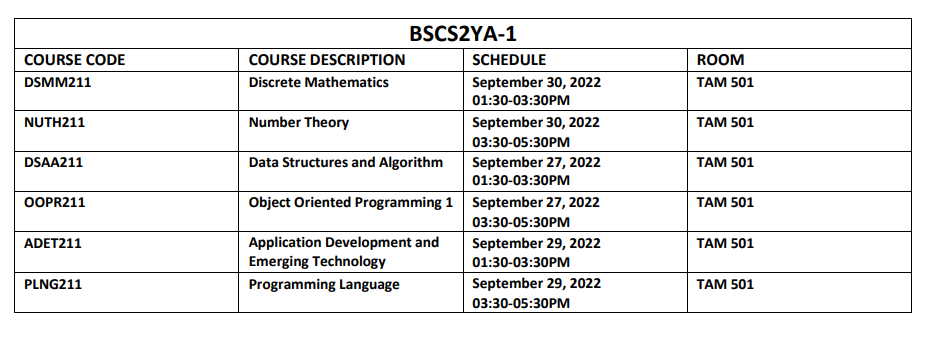 BSCS2YA-1
COURSE CODE COURSE DESCRIPTION SCHEDULE ROOM
DSMM211 Discrete Mathematics September 30, 2022 TAM 501
01:30-03:30PM
NUTH211 Number Theory September 30, 2022 TAM 501
03:30-05:30PM
DSAA211 Data Structures and Algorithm September 27, 2022 TAM 501
01:30-03:30PM
OOPR211 Object Oriented Programming 1 September 27, 2022 TAM 501
03:30-05:30PM
ADET211 Application Development and September 29, 2022 TAM 501
Emerging Technology 01:30-03:30PM
PLNG211 Programming Language September 29, 2022 TAM 501
03:30-05:30PM